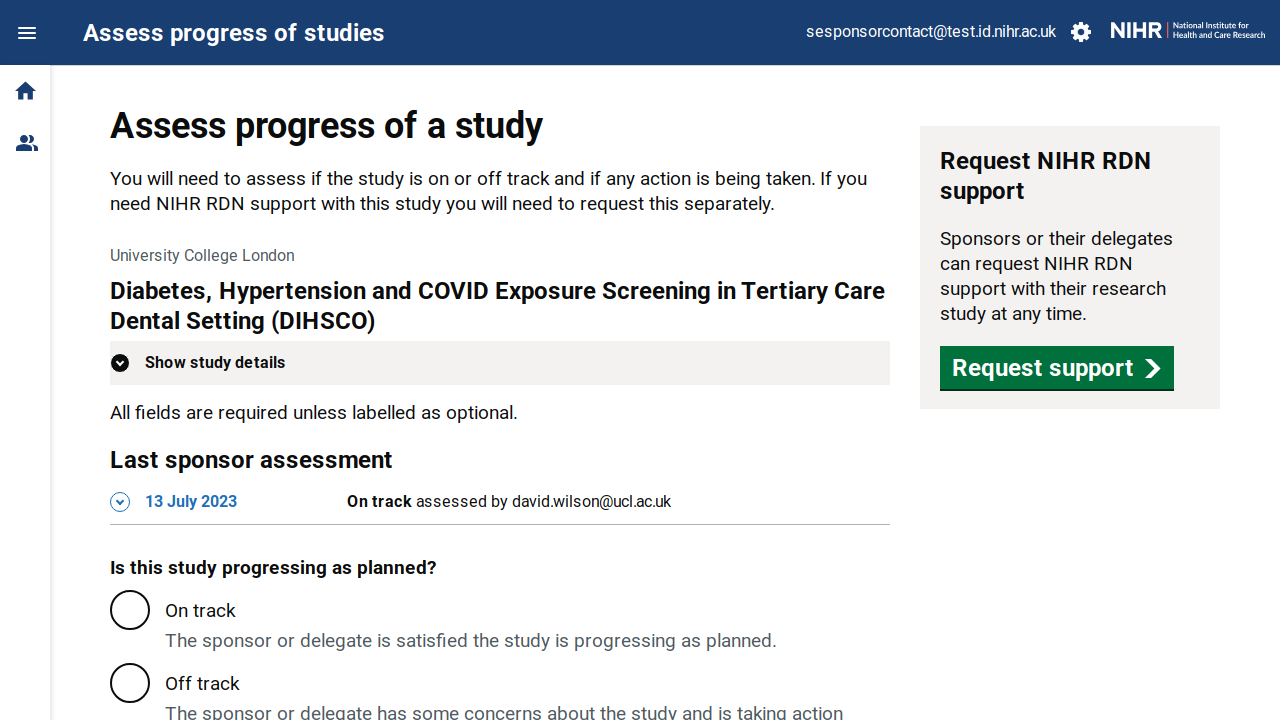 Assess progress of studies
sesponsorcontact@test.id.nihr.ac.uk
NIHR
National Institute for
Health and Care Research
Assess progress of a study
You will need to assess if the study is on or off track and if any action is being taken. If you
need NIHR RDN support with this study you will need to request this separately.
University College London
Diabetes, Hypertension and COVID Exposure Screening in Tertiary Care
Dental Setting (DIHSCO)
Show study details
All fields are required unless labelled as optional.
Last sponsor assessment
13 July 2023 On track assessed by david.wilson@ucl.ac.uk
Is this study progressing as planned?
On track
The sponsor or delegate is satisfied the study is progressing as planned.
Off track
The sponsor or delegate has some concerns about the study and is taking action
Request NIHR RDN
support
Sponsors or their delegates
can request NIHR RDN
support with their research
study at any time.
Request support